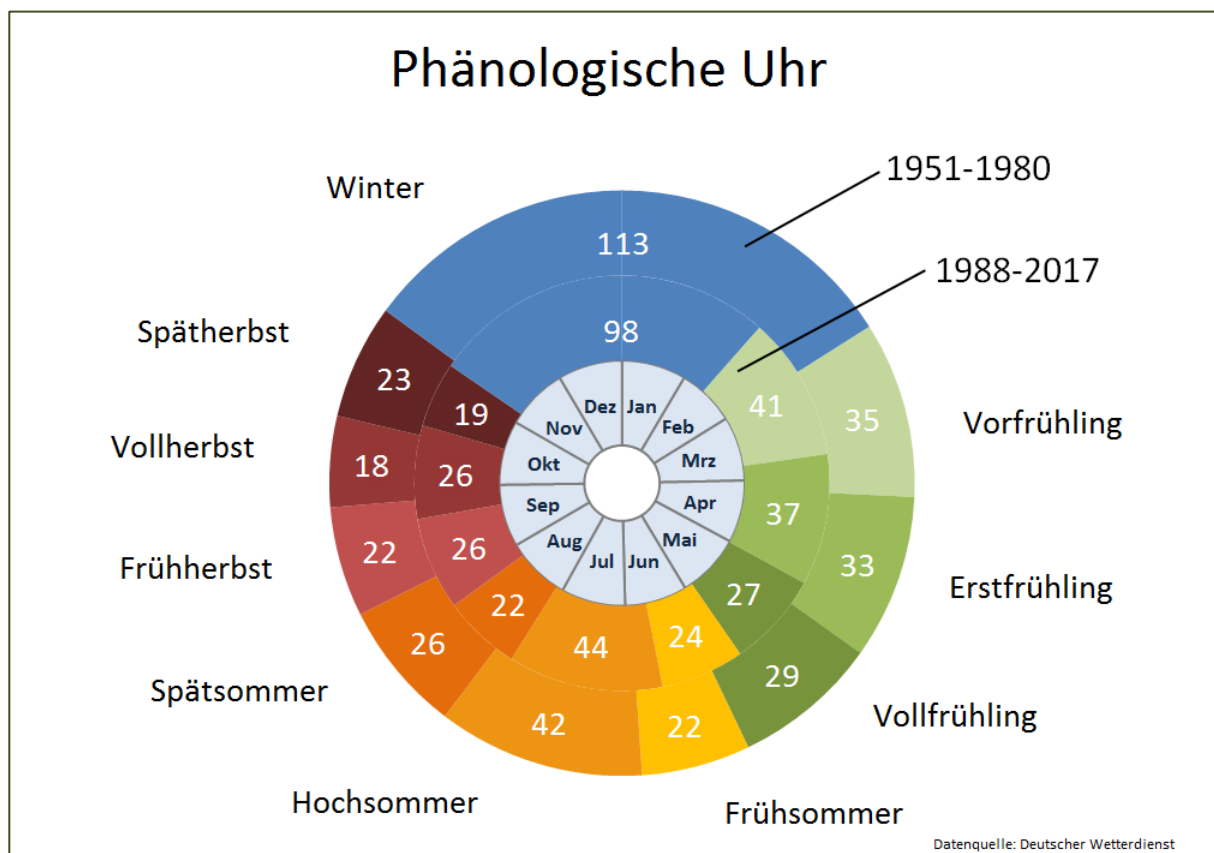 Phänologische Uhr
Winter
1951-1980
113
1988-2017
98
Spätherbst
23
19
41
35
Vorfrühling
Dez
Jan
Nov
Feb
Vollherbst
18
26
Okt
Mrz
Sep
Apr
37
Frühherbst
22
26
Aug
Mai
Jul
Jun
33
Erstfrühling
22
27
26
44
24
Spätsommer
29
Vollfrühling
42
22
Hochsommer
Frühsommer
Datenquelle: Deutscher Wetterdienst